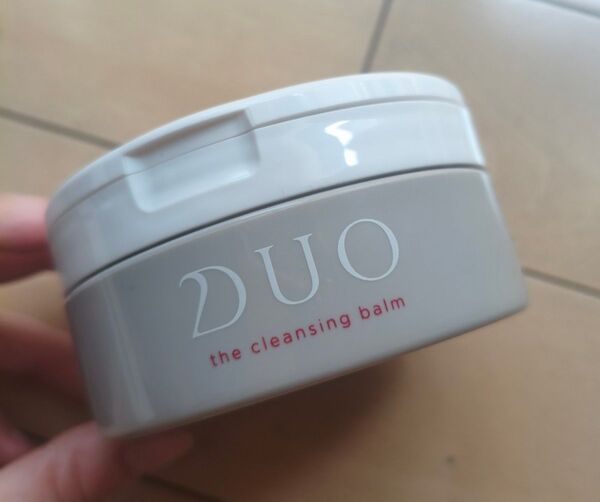 DUO
the cleansing balm